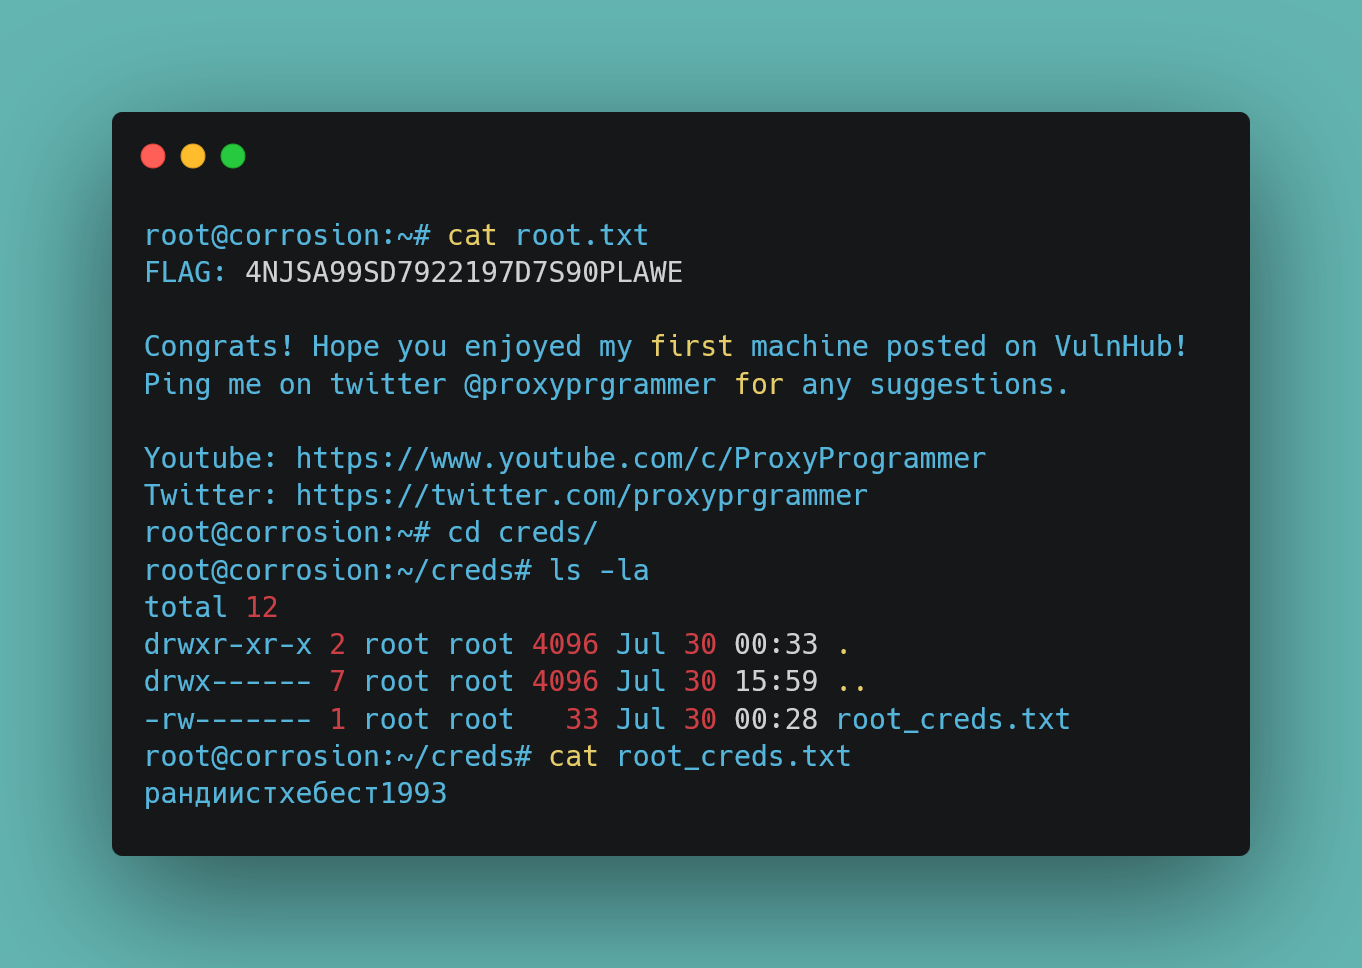 root@corrosion:~# cat root.txt
FLAG: 4NJSA99SD7922197D7S90PLAWE
Congrats! Hope you enjoyed my first machine posted on VulnHub!
Ping me on twitter @proxyprgrammer for any suggestions.
Youtube: https://www.youtube.com/c/ProxyProgrammer
Twitter: https://twitter.com/proxyprgrammer
root@corrosion:~# cd creds/
root@corrosion:~/creds# ls -la
total 12
drwxr-xr-x 2 root root 4096 Jul 30 00:33 .
drwx------ 7 root root 4096 Jul 30 15:59 ..
-rw------- 1 root root   33 Jul 30 00:28 root_creds.txt
root@corrosion:~/creds# cat root_creds.txt
рандиистхебест1993